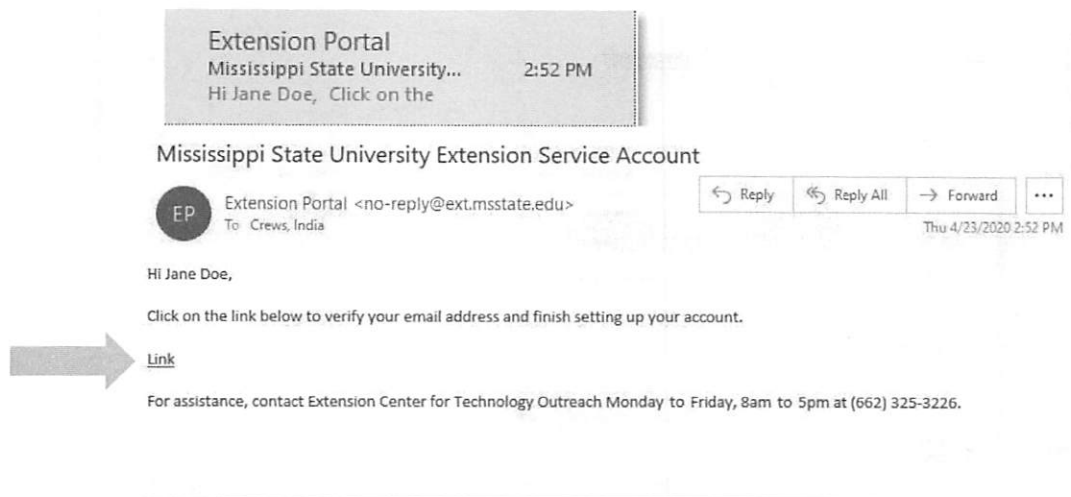 Extension Portal
Mississippi State University... 2:52 PM
Hi Jane Doe, Click on the
Mississippi State University Extension Service Account
EP
Extension Portal <no-reply@ext.msstate.edu>
To Crews, India
Reply Reply All Forward ...
Thu 4/23/2020 2:52 PM
Hi Jane Doe,
Click on the link below to verify your email address and finish setting up your account.
Link
For assistance, contact Extension Center for Technology Outreach Monday to Friday, 8am to 5pm at (662) 325-3226.